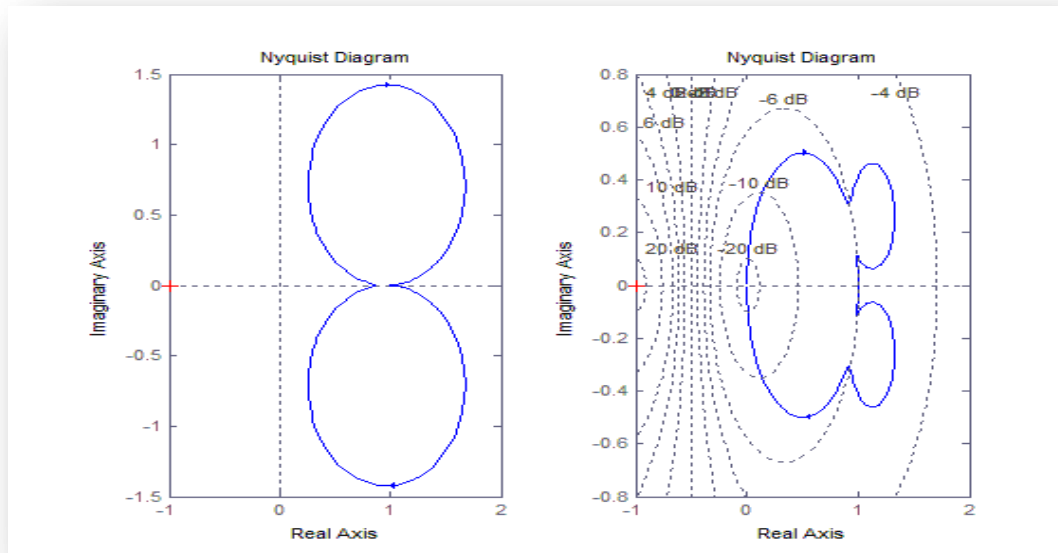 Nyquist Diagram
1.5
1
0.5
0
-0.5
-1
-1.5
-1
0
1
2
Imaginary Axis
Real Axis
Nyquist Diagram
0.8
0.6
0.4
0.2
0
-0.2
-0.4
-0.6
-0.8
-1
0
1
2
Imaginary Axis
Real Axis
4 dB
-6 dB
-4 dB
6 dB
10 dB
-10 dB
20 dB
-20 dB